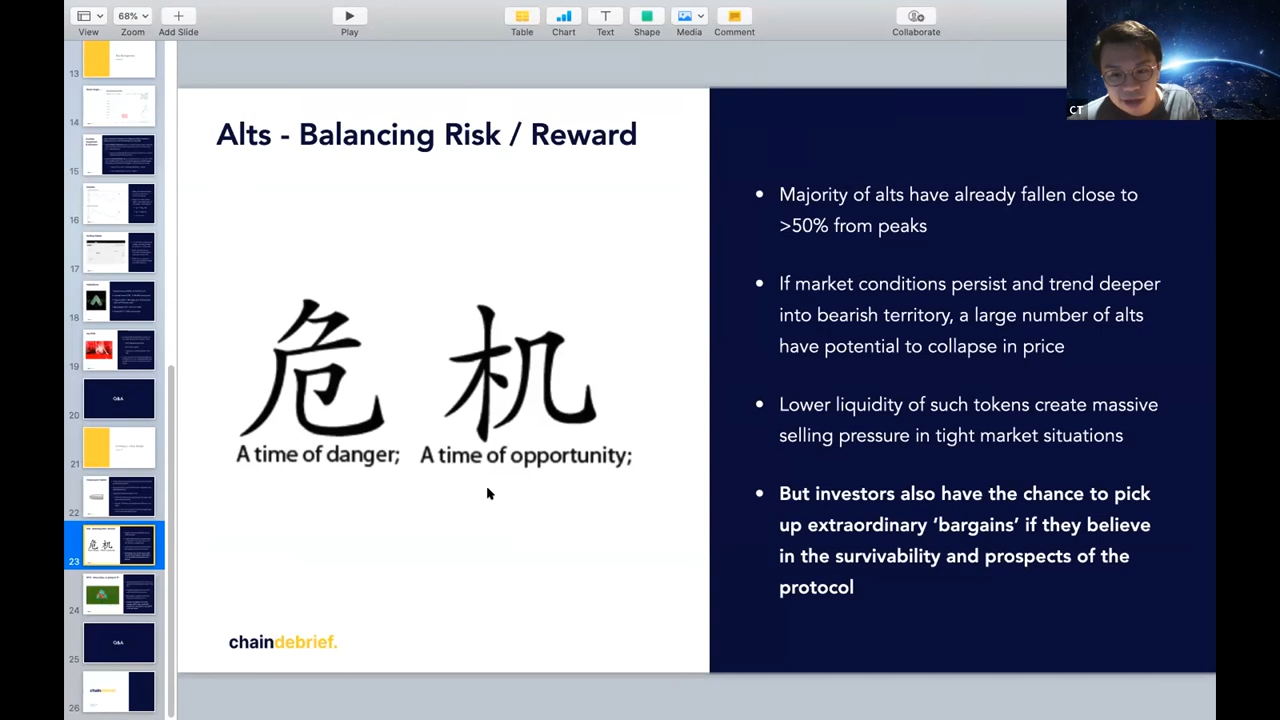 68%
View
Zoom
Add Slide
Play
Table
Chart
Text
Shape
Media
Comment
Collaborate
CT
13
14
15
16
17
18
19
20
21
22
23
24
25
26
Q&A
Q&A
Alts - Balancing Risk / Reward
危 机
A time of danger; A time of opportunity;
chaindebrief.
• Majority of alts have already fallen close to
>50% from peaks
• If market conditions persist and trend deeper
into bearish territory, a large number of alts
have potential to collapse in price
• Lower liquidity of such tokens create massive
selling pressure in tight market situations
• But investors also have the chance to pick
up extraordinary ‘bargains’ if they believe
in the survivability and prospects of the
protocol